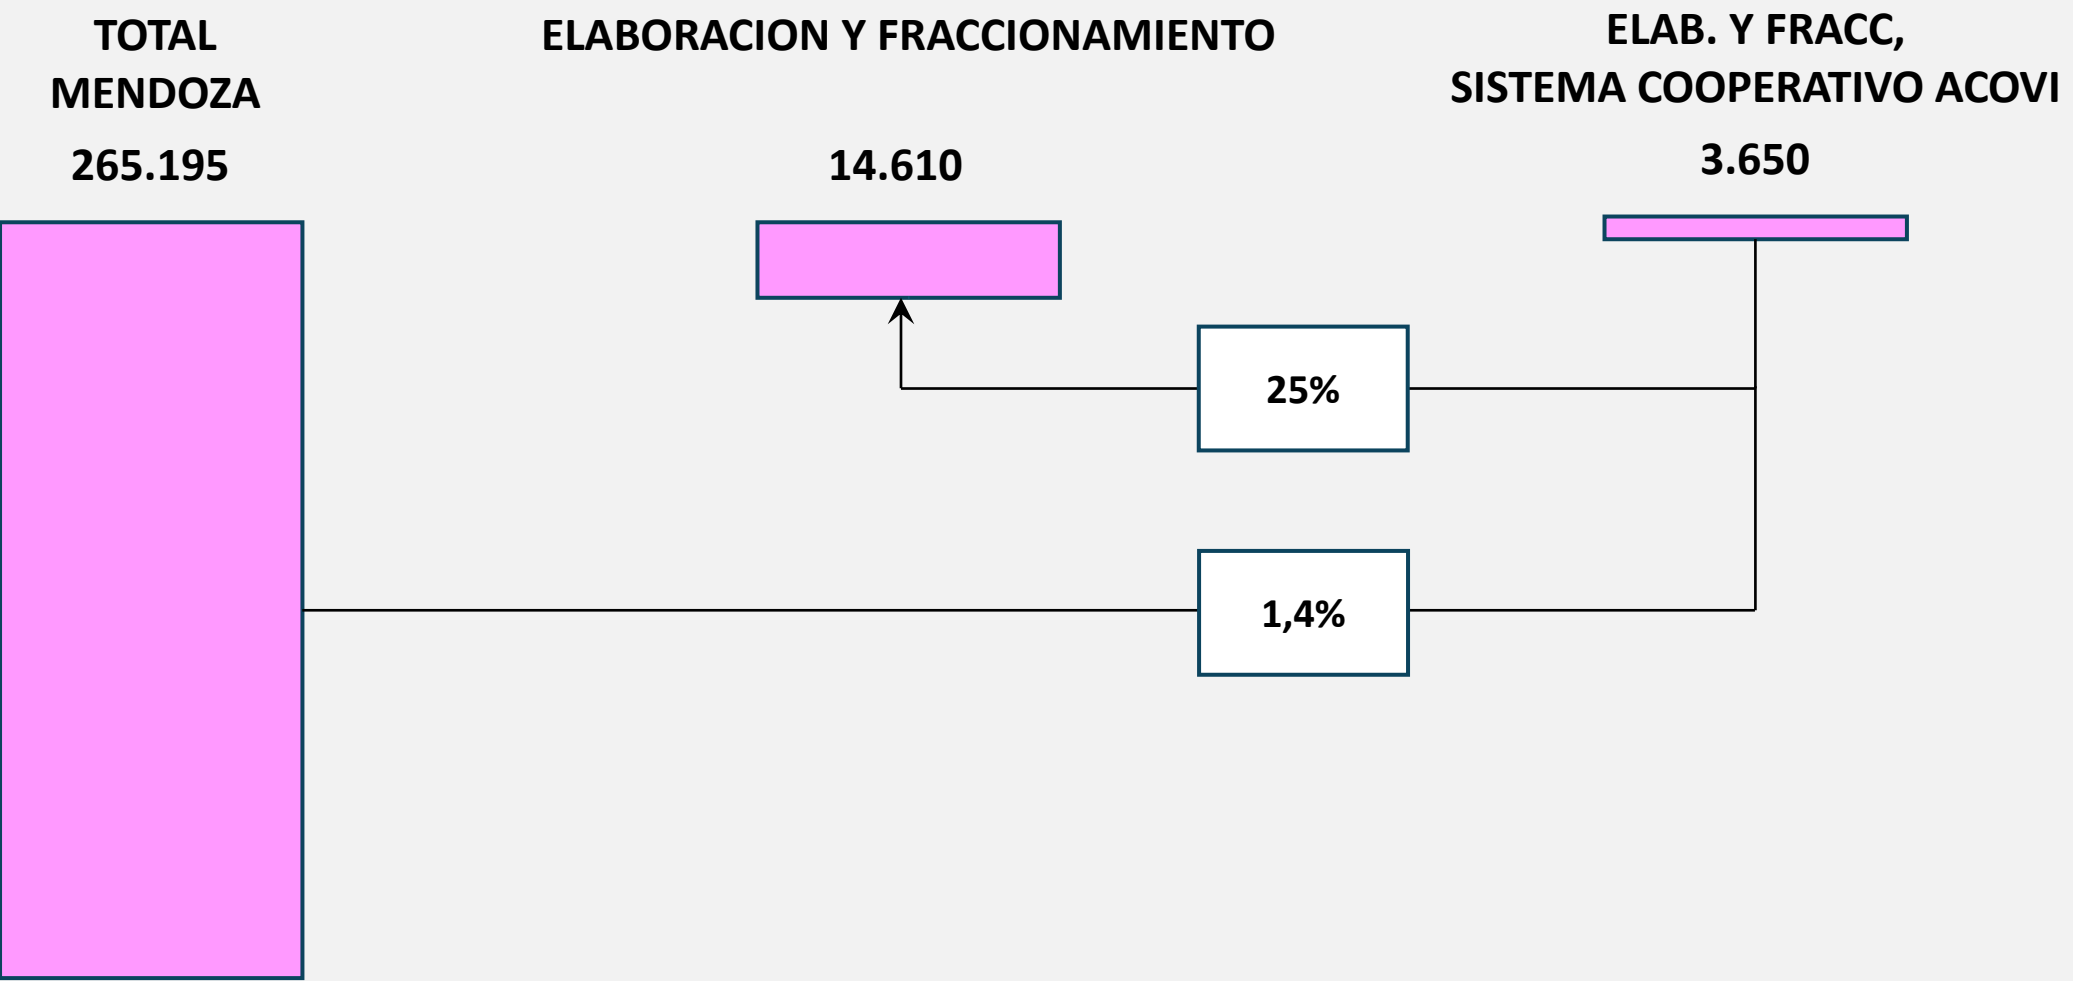 TOTAL
MENDOZA
265.195
ELABORACION Y FRACCIONAMIENTO
14.610
ELAB. Y FRACC,
SISTEMA COOPERATIVO ACOVI
3.650
25%
1,4%